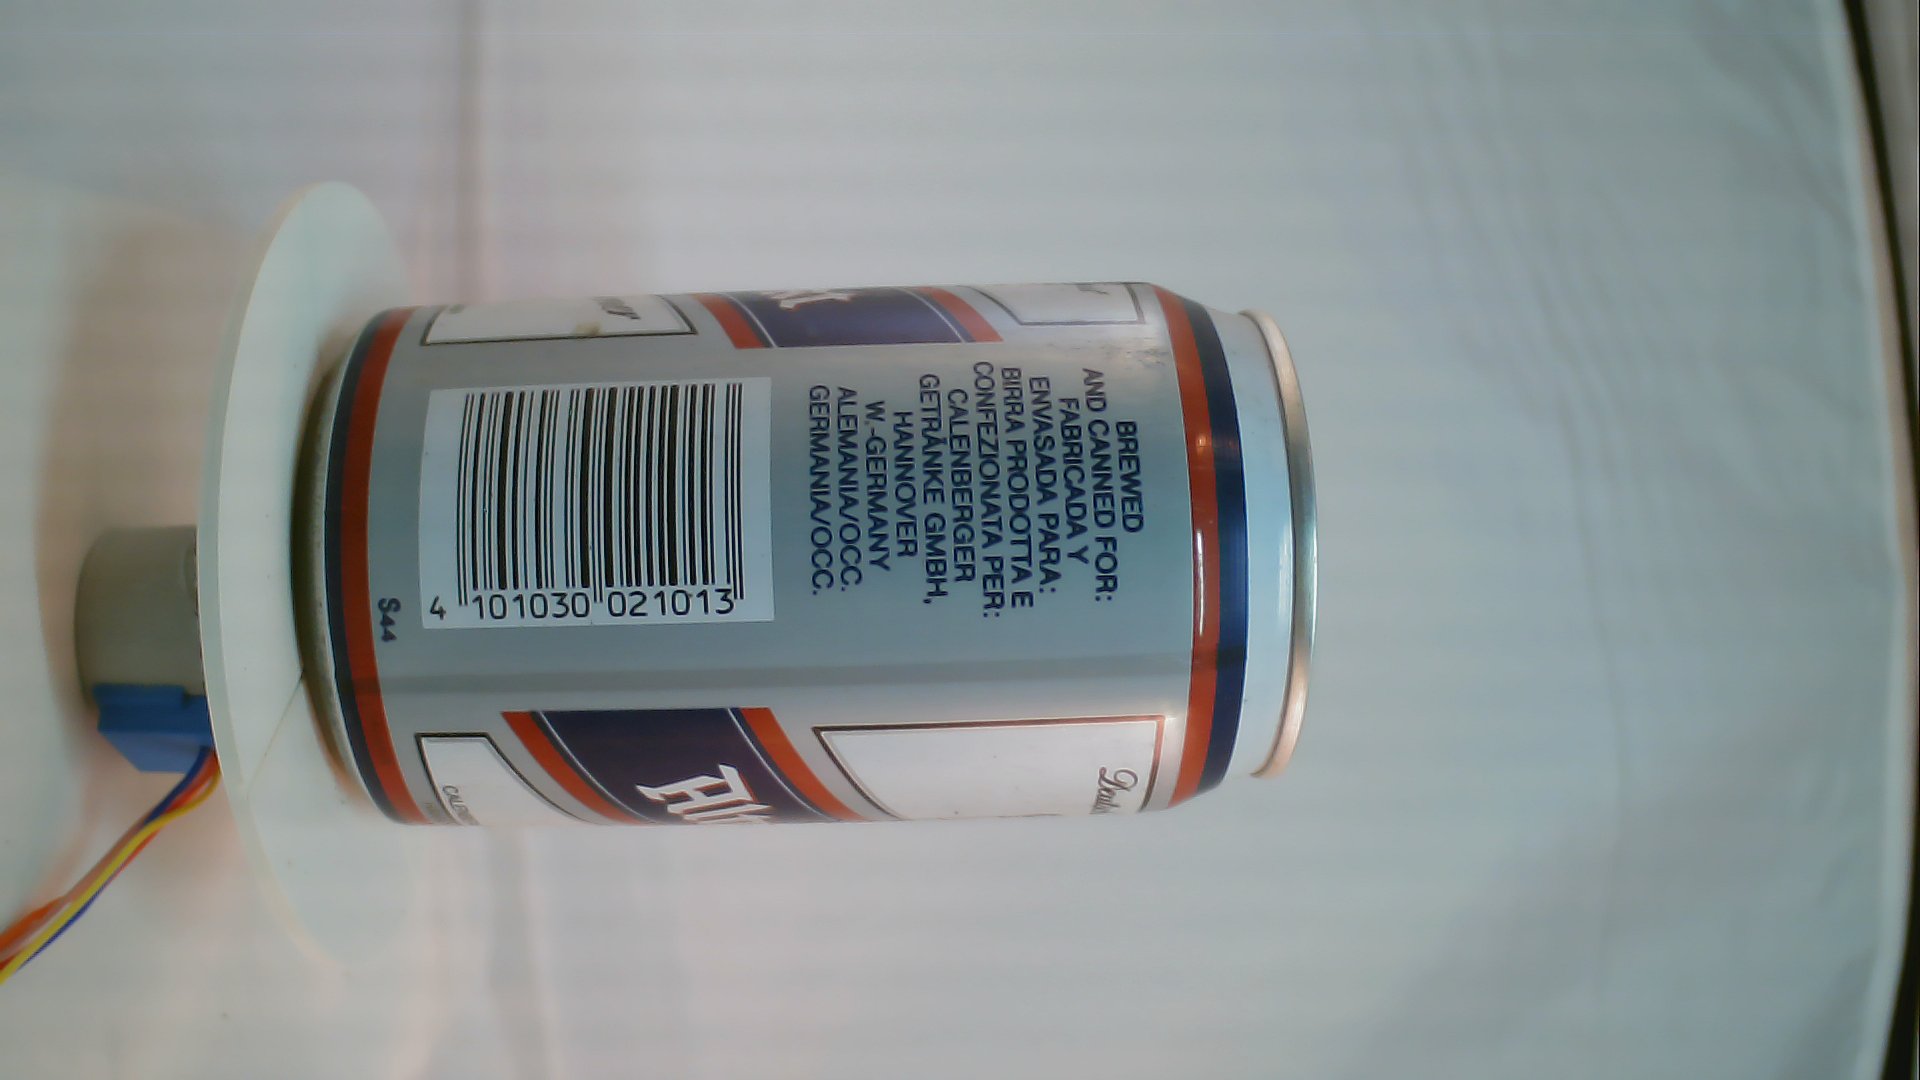 BREWED
AND CANNED FOR:
FABRICADA Y
ENVASADA PARA:
BIRRA PRODOTTA E
CONFEZIONATA PER:
CALENBERGER
GETRÄNKE GMBH,
HANNOVER
W.-GERMANY
ALEMANIA/OCC.
GERMANIA/OCC.
4 101030 021013
S44